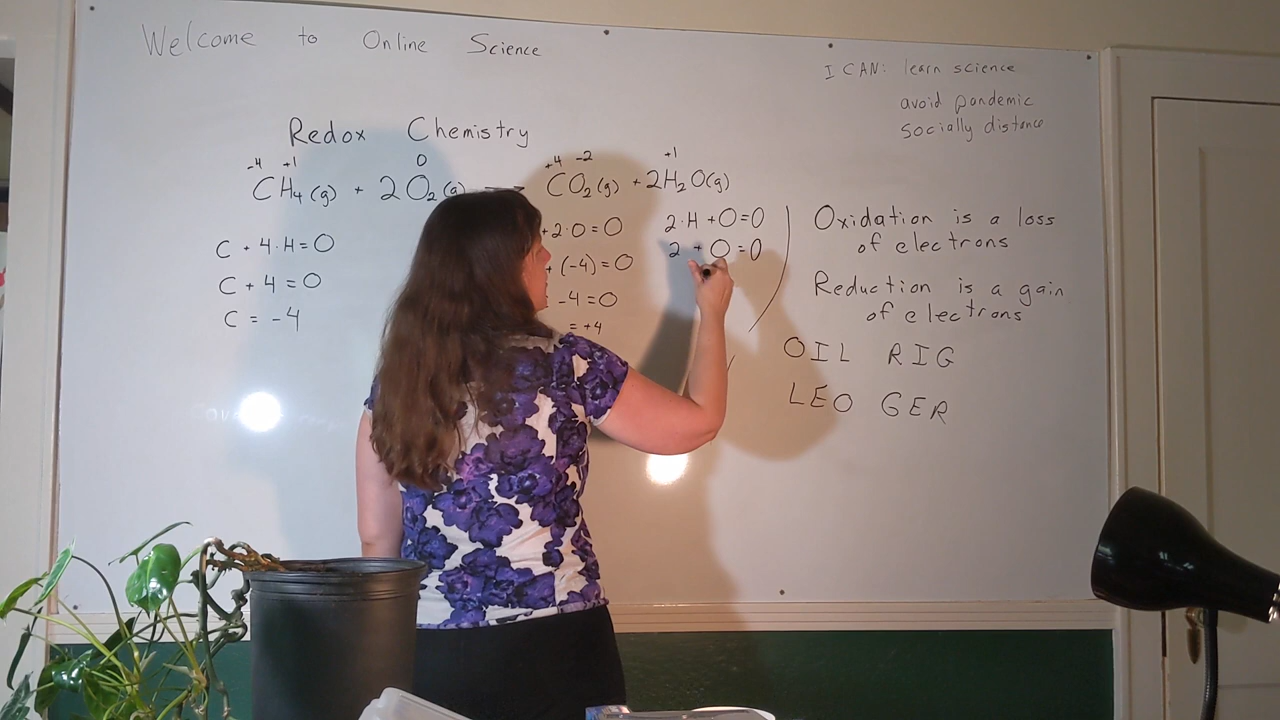 Welcome to Online Science
I CAN: learn science
avoid pandemic
socially distance
Redox Chemistry
-4 +1 0 +4 -2 +1
CH₄(g) + 2O₂(g) → CO₂(g) + 2H₂O(g)
C + 4·H = 0
C + 4 = 0
C = -4
+2·O = 0
+ (-4) = 0
-4 = 0
= +4
2·H + O = 0
2 + O = 0
Oxidation is a loss
of electrons
Reduction is a gain
of electrons
OIL RIG
LEO GER